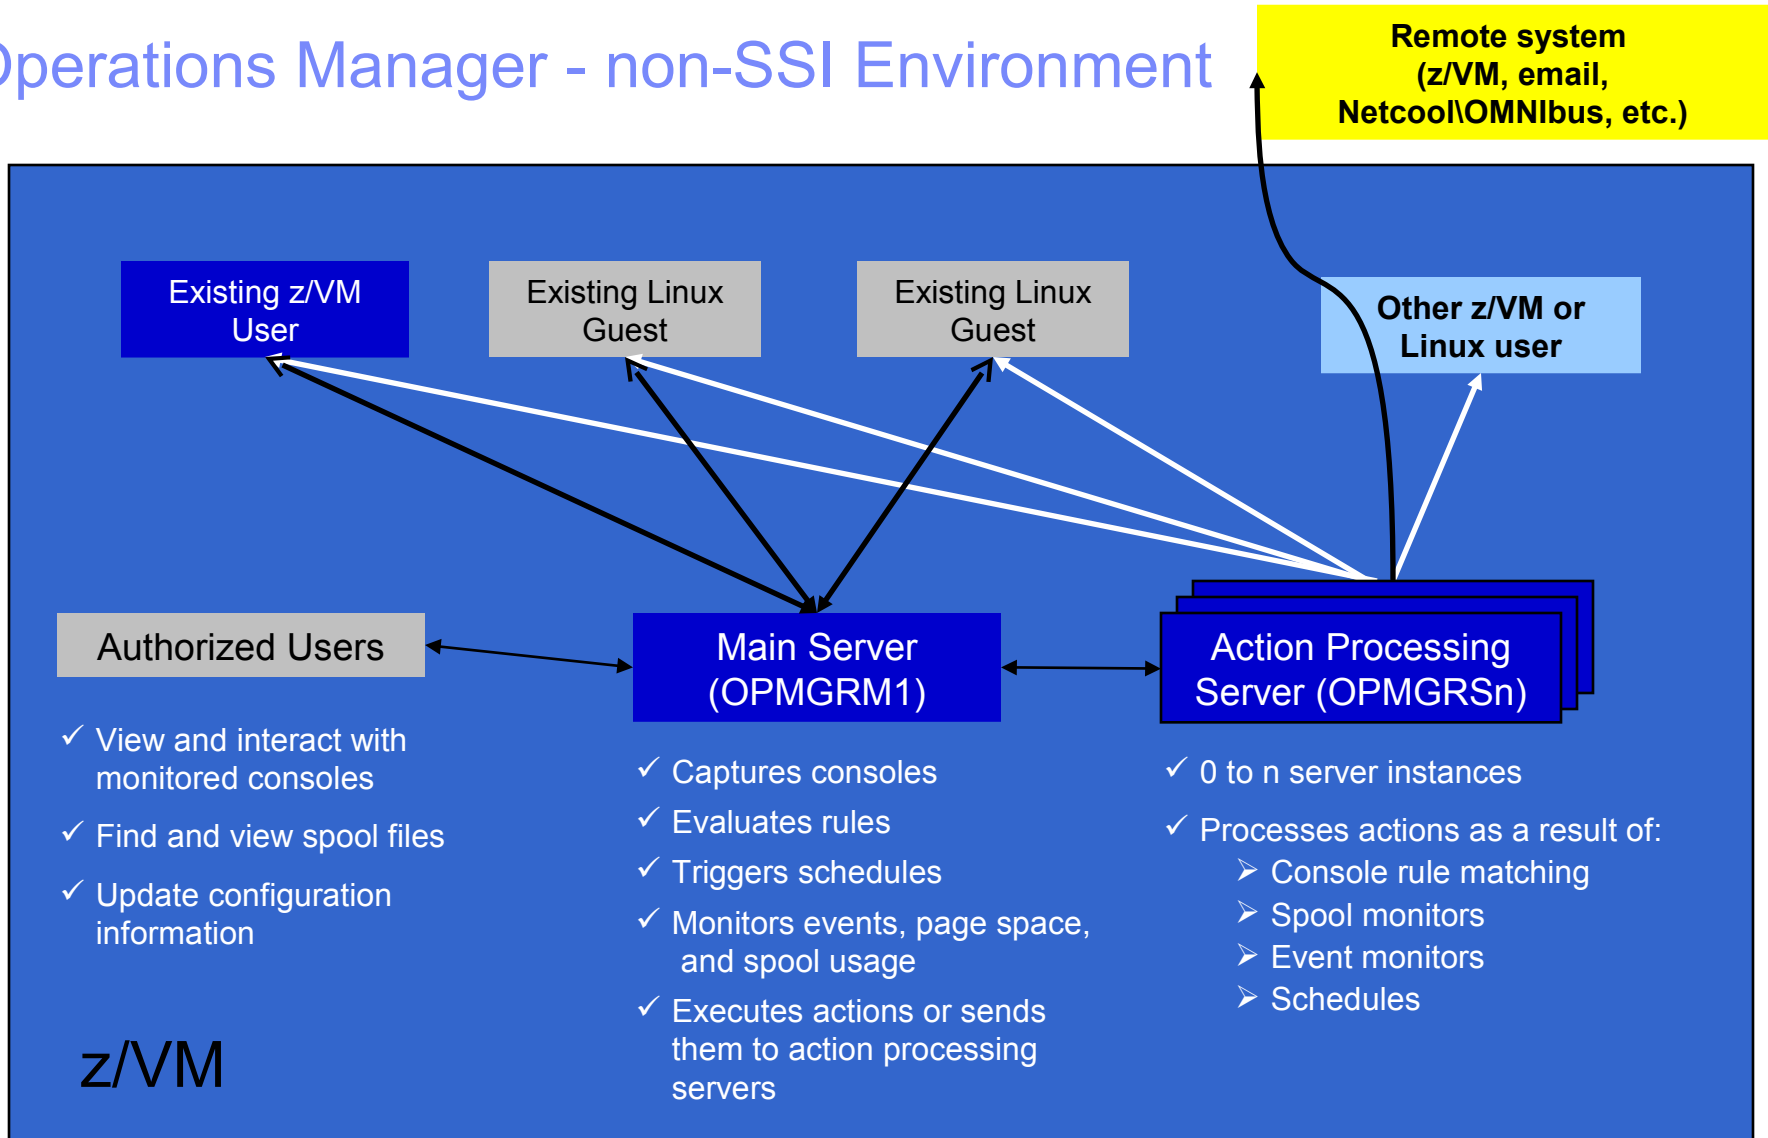 Operations Manager - non-SSI Environment
Remote system
(z/VM, email,
Netcool\OMNIbus, etc.)
Existing z/VM
User
Existing Linux
Guest
Existing Linux
Guest
Other z/VM or
Linux user
Authorized Users
Main Server
(OPMGRM1)
Action Processing
Server (OPMGRSn)
✓ View and interact with
monitored consoles
✓ Find and view spool files
✓ Update configuration
information
✓ Captures consoles
✓ Evaluates rules
✓ Triggers schedules
✓ Monitors events, page space,
and spool usage
✓ Executes actions or sends
them to action processing
servers
✓ 0 to n server instances
✓ Processes actions as a result of:
➢ Console rule matching
➢ Spool monitors
➢ Event monitors
➢ Schedules
z/VM